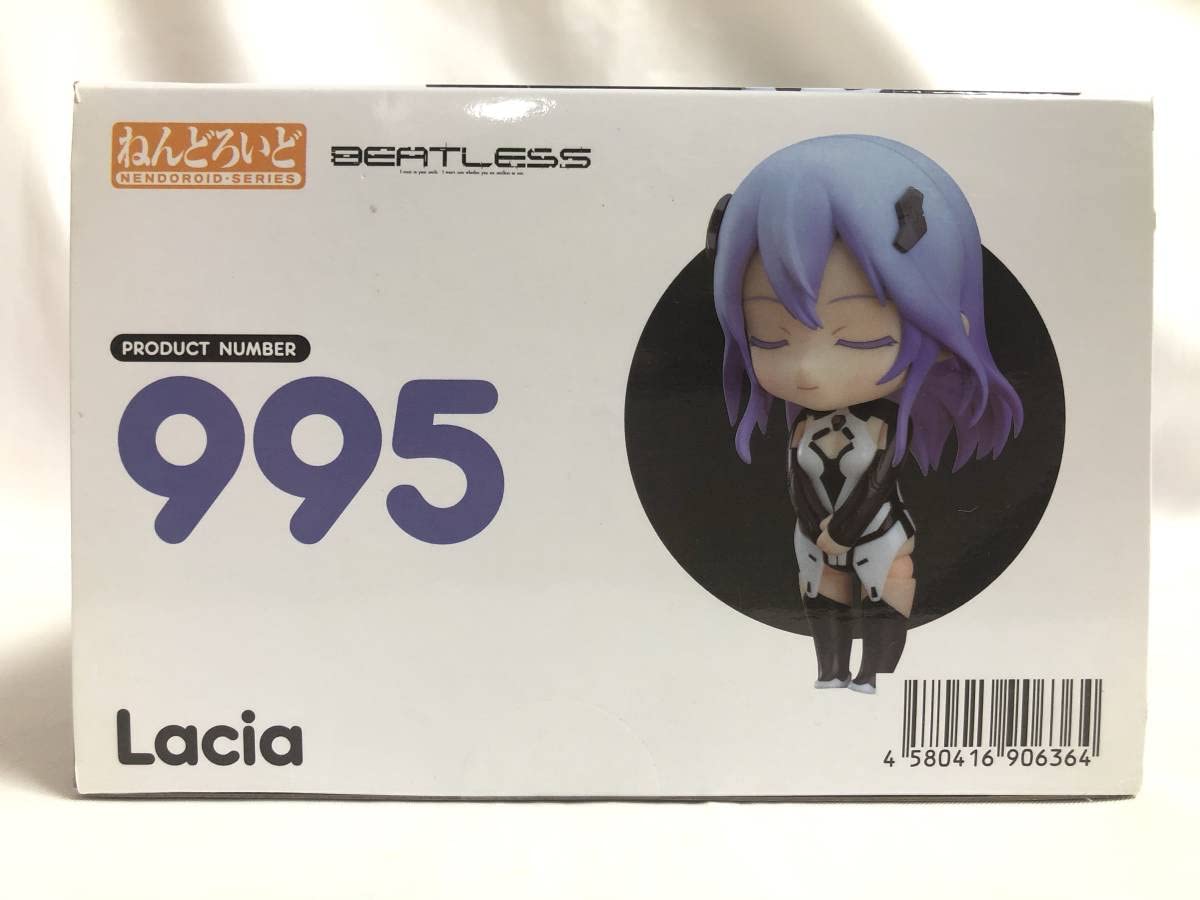 ねんどろいど
NENDOROID·SERIES
BEATLESS
PRODUCT NUMBER
995
Lacia
4 580416 906364